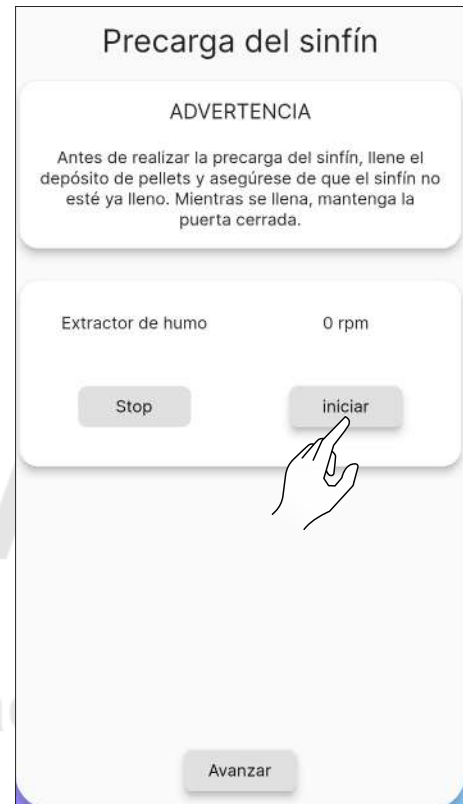 Precarga del sinfín
ADVERTENCIA
Antes de realizar la precarga del sinfín, llene el
depósito de pellets y asegúrese de que el sinfín no
esté ya lleno. Mientras se llena, mantenga la
puerta cerrada.
Extractor de humo 0 rpm
Stop iniciar
Avanzar